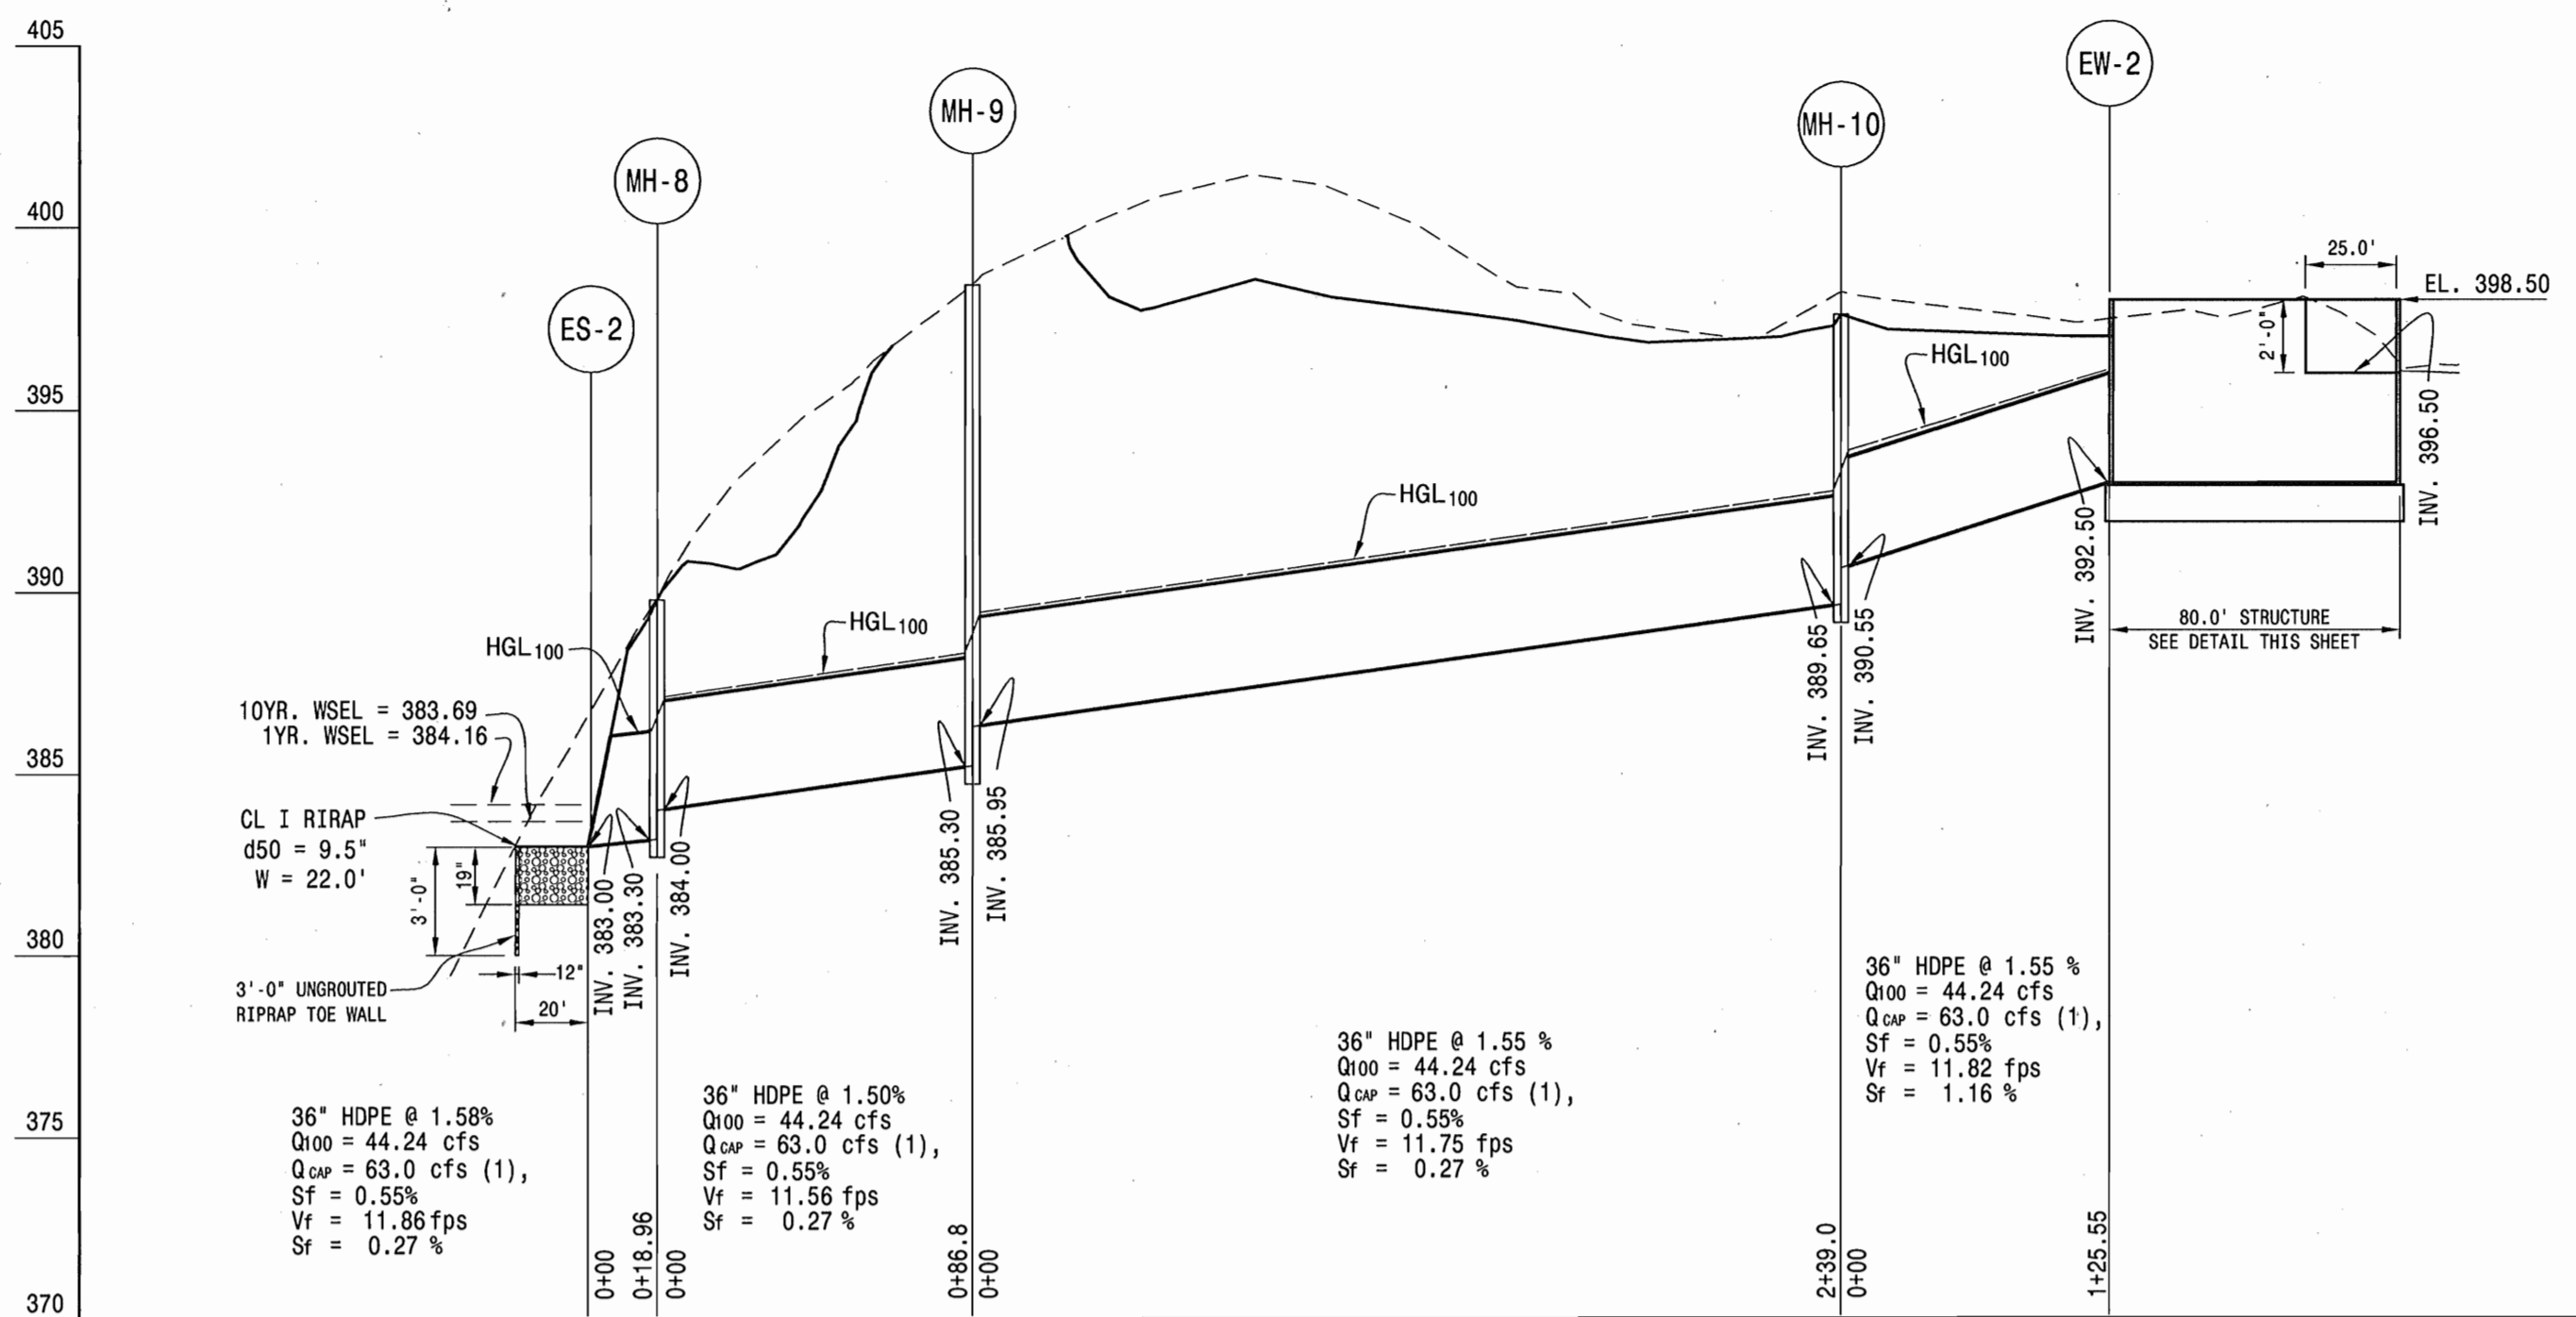 405
400
395
390
385
380
375
370
ES-2
MH-8
MH-9
MH-10
EW-2
25.0'
EL. 398.50
2'-0"
INV. 396.50
HGL100
HGL100
HGL100
HGL100
INV. 392.50
80.0' STRUCTURE
SEE DETAIL THIS SHEET
INV. 389.65
INV. 390.55
INV. 385.30
INV. 385.95
10YR. WSEL = 383.69
1YR. WSEL = 384.16
CL I RIRAP
d50 = 9.5"
W = 22.0'
3'-0"
19"
12"
20'
3'-0" UNGROUTED
RIPRAP TOE WALL
INV. 383.00
INV. 383.30
INV. 384.00
36" HDPE @ 1.58%
Q100 = 44.24 cfs
QCAP = 63.0 cfs (1),
Sf = 0.55%
Vf = 11.86 fps
Sf = 0.27 %
36" HDPE @ 1.50%
Q100 = 44.24 cfs
QCAP = 63.0 cfs (1),
Sf = 0.55%
Vf = 11.56 fps
Sf = 0.27 %
36" HDPE @ 1.55 %
Q100 = 44.24 cfs
QCAP = 63.0 cfs (1),
Sf = 0.55%
Vf = 11.75 fps
Sf = 0.27 %
36" HDPE @ 1.55 %
Q100 = 44.24 cfs
QCAP = 63.0 cfs (1),
Sf = 0.55%
Vf = 11.82 fps
Sf = 1.16 %
0+00
0+18.96
0+00
0+86.8
0+00
2+39.0
0+00
1+25.55